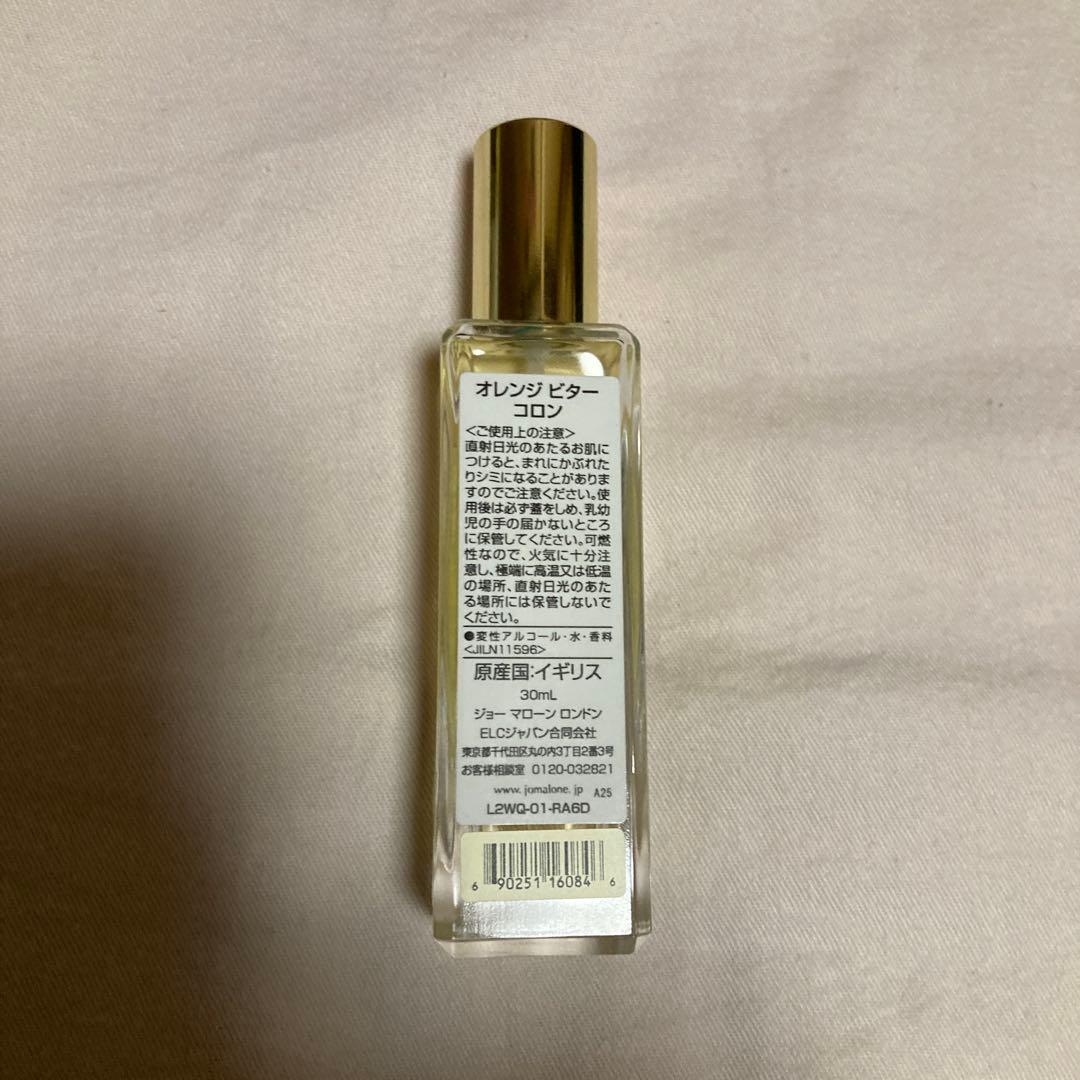 オレンジ ビター
コロン
<ご使用上の注意>
直射日光のあたるお肌に
つけると、まれにかぶれた
りシミになることがありま
すのでご注意ください。使
用後は必ず蓋をしめ、乳幼
児の手の届かないところ
に保管してください。可燃
性なので、火気に十分注
意し、極端に高温又は低温
の場所、直射日光のあた
る場所には保管しないで
ください。
●変性アルコール・水・香料
<JILN11596>
原産国:イギリス
30mL
ジョー マローン ロンドン
ELCジャパン合同会社
東京都千代田区丸の内3丁目2番3号
お客様相談室 0120-032821
www.jomalone.jp A25
L2WQ-01-RA6D
6 90251 16084 6